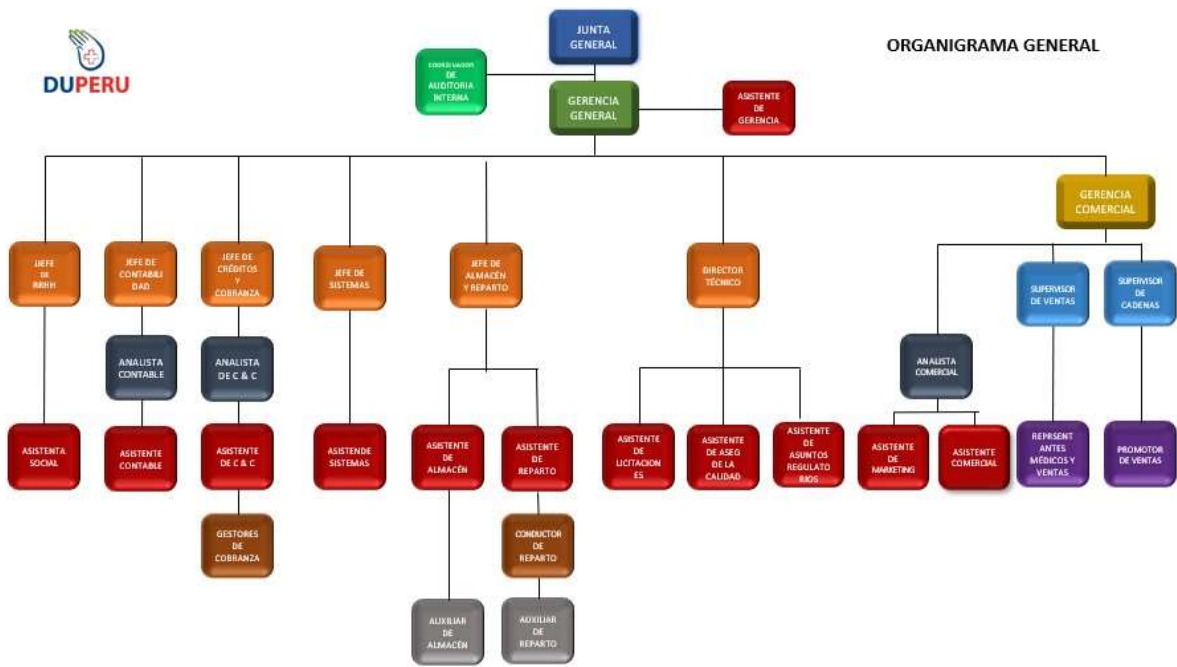 DUPERU
ORGANIGRAMA GENERAL
JUNTA
GENERAL
COORDINADOR
DE
AUDITORIA
INTERNA
GERENCIA
GENERAL
ASISTENTE
DE
GERENCIA
GERENCIA
COMERCIAL
JJEFE
DE
RRHH
JEFE DE
CONTABILI
DAD
JEFE DE
CRÉDITOS
Y
COBRANZA
JEFE DE
SISTEMAS
JEFE DE
ALMACÉN
Y REPARTO
DIRECTOR
TÉCNICO
SUPERVISOR
DE VENTAS
SUPERVISOR
DE
CADENAS
ANALISTA
CONTABLE
ANALISTA
DE C & C
ANALISTA
COMERCIAL
ASISTENTA
SOCIAL
ASISTENTE
CONTABLE
ASISTENTE
DE C & C
ASISTENDE
SISTEMAS
ASISTENTE
DE
ALMACÉN
ASISTENTE
DE
REPARTO
ASISTENTE
DE
LICITACION
ES
ASISTENTE
DE ASEG
DE LA
CALIDAD
ASISTENTE
DE
ASUNTOS
REGULATO
RIOS
ASISTENTE
DE
MARKETING
ASISTENTE
COMERCIAL
REPRSENT
ANTES
MÉDICOS Y
VENTAS
PROMOTOR
DE VENTAS
GESTORES
DE
COBRANZA
CONDUCTOR
DE
REPARTO
AUXILIAR
DE
ALMACÉN
AUXILIAR
DE
REPARTO